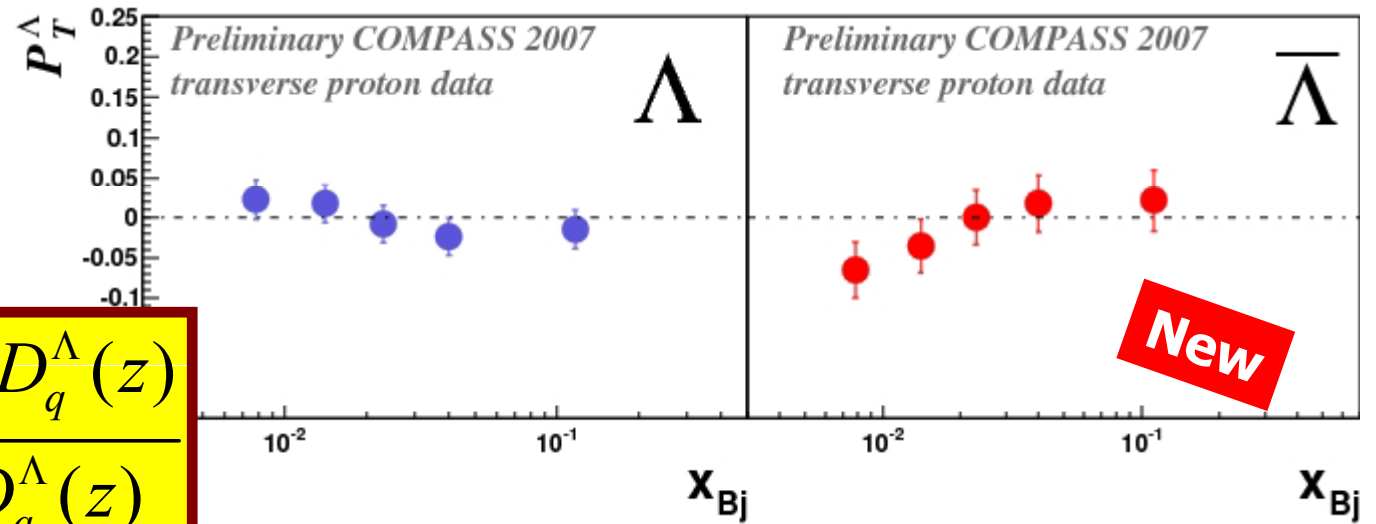 P_T^Λ
0.25
0.2
0.15
0.1
0.05
0
-0.05
-0.1
Preliminary COMPASS 2007
transverse proton data
Λ
Preliminary COMPASS 2007
transverse proton data
Λ̅
New
D_q^Λ (z)
D_q^Λ (z)
10⁻² 10⁻¹ 10⁻² 10⁻¹
x_Bj x_Bj